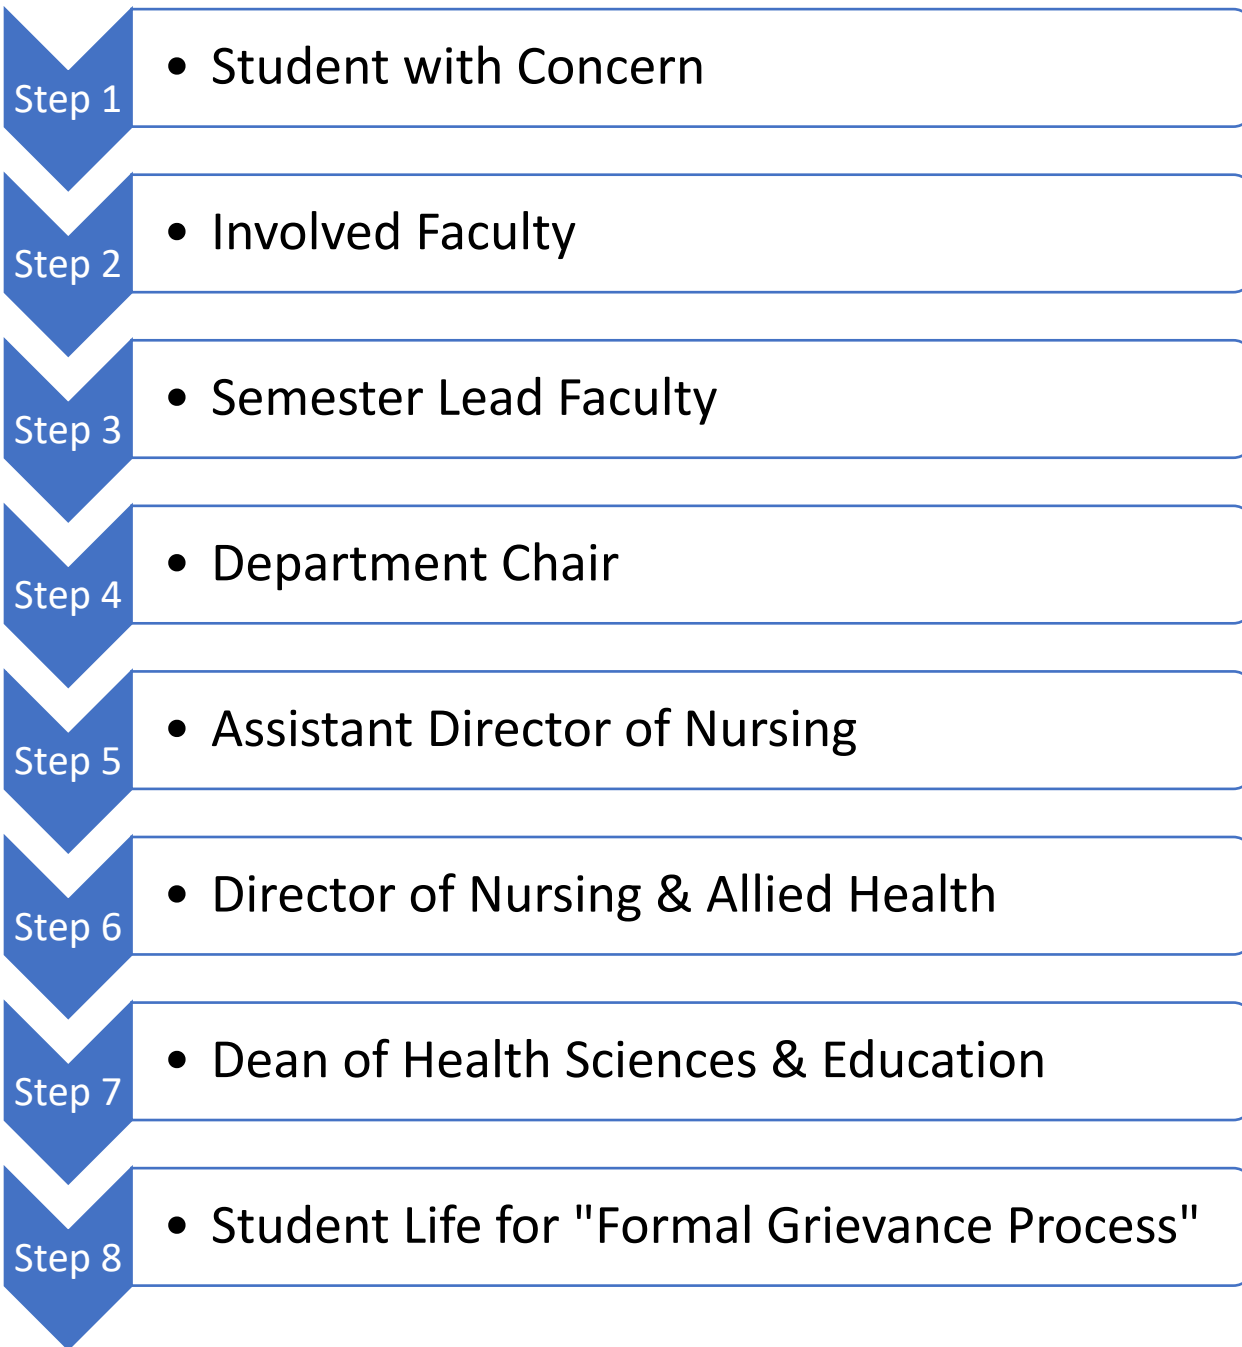 Step 1
• Student with Concern
Step 2
• Involved Faculty
Step 3
• Semester Lead Faculty
Step 4
• Department Chair
Step 5
• Assistant Director of Nursing
Step 6
• Director of Nursing & Allied Health
Step 7
• Dean of Health Sciences & Education
Step 8
• Student Life for "Formal Grievance Process"